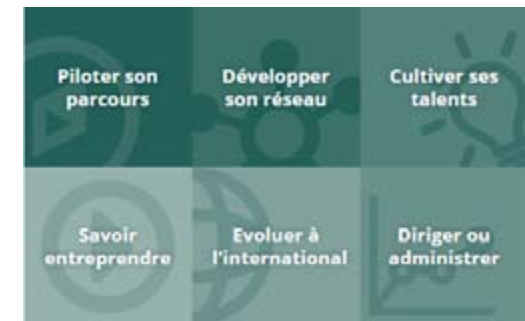 Piloter son
parcours
Développer
son réseau
Cultiver ses
talents
Savoir
entreprendre
Evoluer à
l'international
Diriger ou
administrer